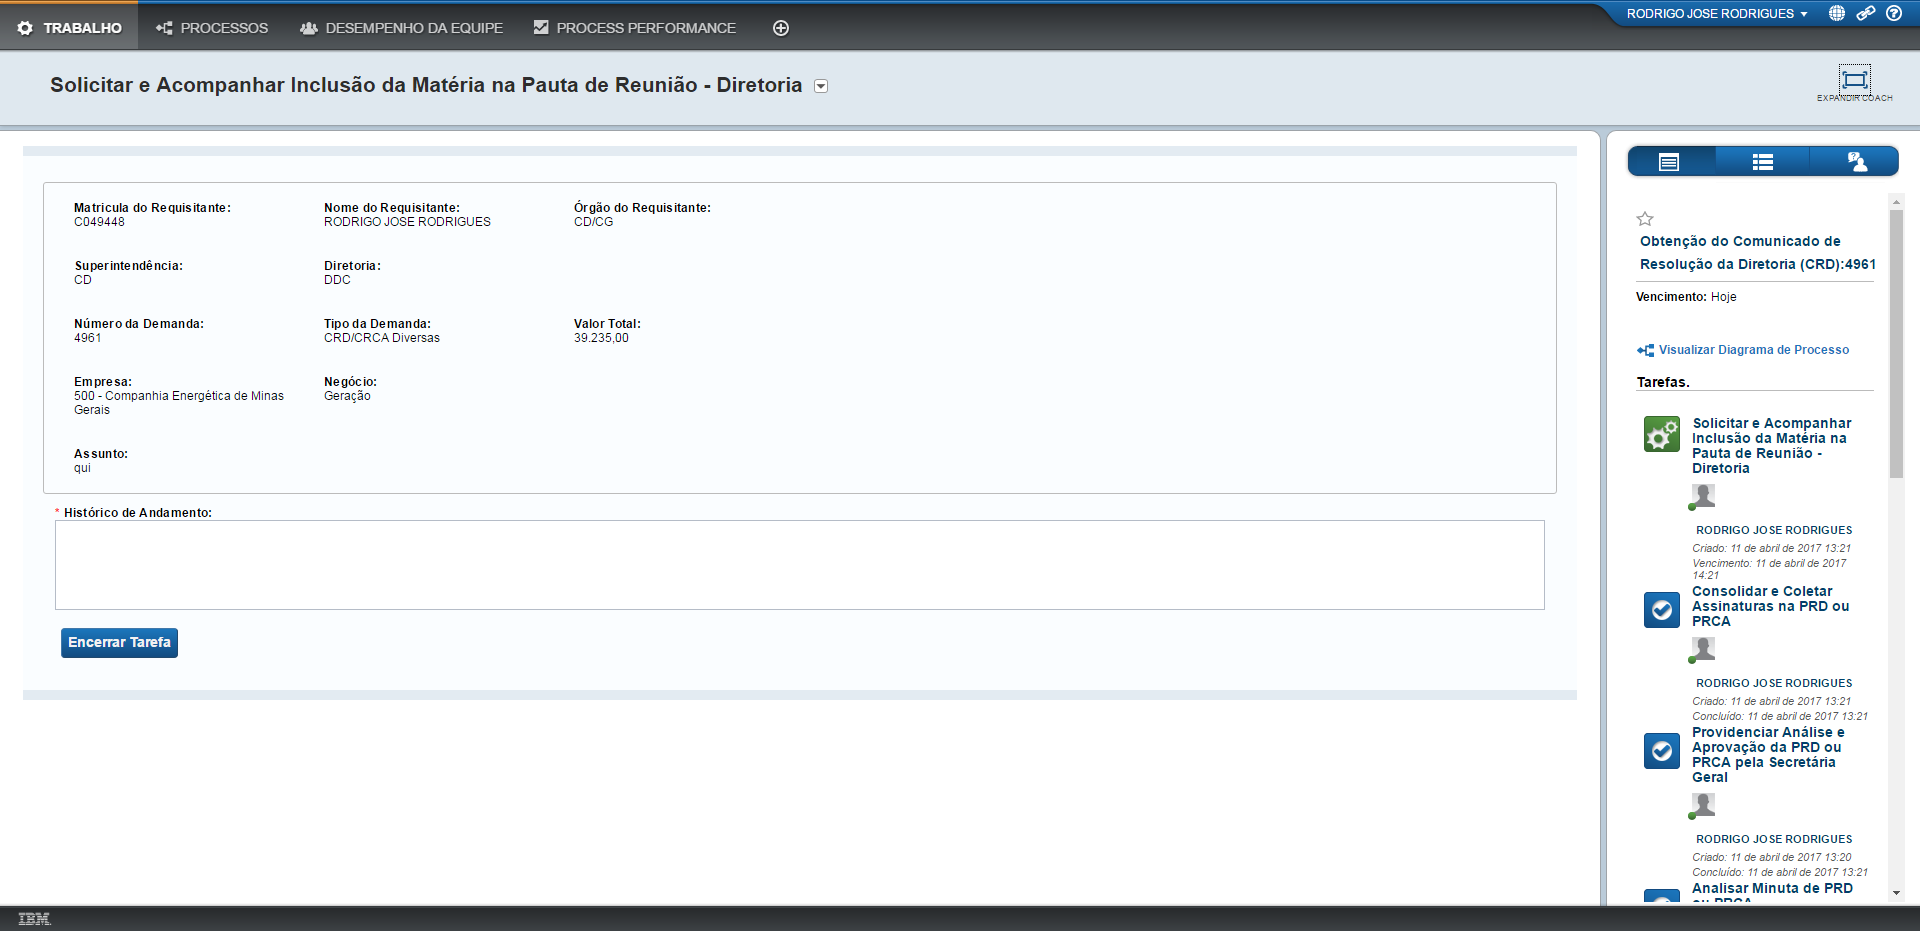 TRABALHO
PROCESSOS
DESEMPENHO DA EQUIPE
PROCESS PERFORMANCE
RODRIGO JOSE RODRIGUES
Solicitar e Acompanhar Inclusão da Matéria na Pauta de Reunião - Diretoria
EXPANDIR COACH
Matricula do Requisitante:
C049448
Nome do Requisitante:
RODRIGO JOSE RODRIGUES
Órgão do Requisitante:
CD/CG
Superintendência:
CD
Diretoria:
DDC
Número da Demanda:
4961
Tipo da Demanda:
CRD/CRCA Diversas
Valor Total:
39.235,00
Empresa:
500 - Companhia Energética de Minas
Gerais
Negócio:
Geração
Assunto:
qui
* Histórico de Andamento:
Encerrar Tarefa
Obtenção do Comunicado de
Resolução da Diretoria (CRD):4961
Vencimento: Hoje
Visualizar Diagrama de Processo
Tarefas.
Solicitar e Acompanhar
Inclusão da Matéria na
Pauta de Reunião -
Diretoria
RODRIGO JOSE RODRIGUES
Criado: 11 de abril de 2017 13:21
Vencimento: 11 de abril de 2017
14:21
Consolidar e Coletar
Assinaturas na PRD ou
PRCA
RODRIGO JOSE RODRIGUES
Criado: 11 de abril de 2017 13:21
Concluído: 11 de abril de 2017 13:21
Providenciar Análise e
Aprovação da PRD ou
PRCA pela Secretária
Geral
RODRIGO JOSE RODRIGUES
Criado: 11 de abril de 2017 13:20
Concluído: 11 de abril de 2017 13:21
Analisar Minuta de PRD
ou PRCA
IBM